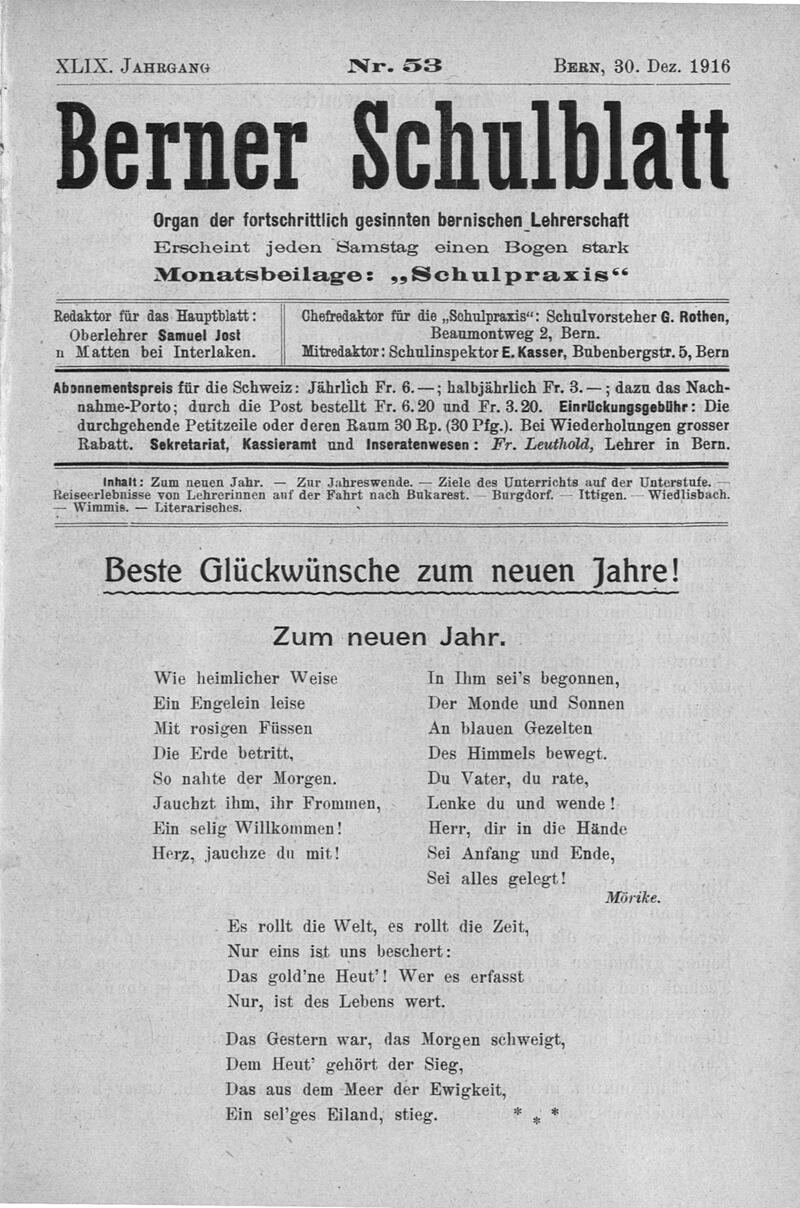 XLIX. Jahrgang Nr. 53 Bern, 30. Dez. 1916
Berner Schulblatt
Organ der fortschrittlich gesinnten bernischen Lehrerschaft
Erscheint jeden Samstag einen Bogen stark
Monatsbeilage: „Schulpraxis“
Redaktor für das Hauptblatt:
Oberlehrer Samuel Jost
n Matten bei Interlaken.
Chefredaktor für die „Schulpraxis“: Schulvorsteher G. Rothen,
Beaumontweg 2, Bern.
Mitredaktor: Schulinspektor E. Kasser, Bubenbergstr. 5, Bern
Abonnementspreis für die Schweiz: Jährlich Fr. 6.—; halbjährlich Fr. 3.—; dazu das Nach-
nahme-Porto; durch die Post bestellt Fr. 6.20 und Fr. 3.20. Einrückungsgebühr: Die
durchgehende Petitzeile oder deren Raum 30 Rp. (30 Pfg.). Bei Wiederholungen grosser
Rabatt. Sekretariat, Kassieramt und Inseratenwesen: Fr. Leuthold, Lehrer in Bern.
Inhalt: Zum neuen Jahr. — Zur Jahreswende. — Ziele des Unterrichts auf der Unterstufe. —
Reiseerlebnisse von Lehrerinnen auf der Fahrt nach Bukarest. — Burgdorf. — Ittigen. — Wiedlisbach.
— Wimmis. — Literarisches.
Beste Glückwünsche zum neuen Jahre!
Zum neuen Jahr.
Wie heimlicher Weise
Ein Engelein leise
Mit rosigen Füssen
Die Erde betritt,
So nahte der Morgen.
Jauchzt ihm, ihr Frommen,
Ein selig Willkommen!
Herz, jauchze du mit!
In Ihm sei's begonnen,
Der Monde und Sonnen
An blauen Gezelten
Des Himmels bewegt.
Du Vater, du rate,
Lenke du und wende!
Herr, dir in die Hände
Sei Anfang und Ende,
Sei alles gelegt!
Mörike.
Es rollt die Welt, es rollt die Zeit,
Nur eins ist uns beschert:
Das gold'ne Heut'! Wer es erfasst
Nur, ist des Lebens wert.
Das Gestern war, das Morgen schweigt,
Dem Heut' gehört der Sieg,
Das aus dem Meer der Ewigkeit,
Ein sel'ges Eiland, stieg. * * *